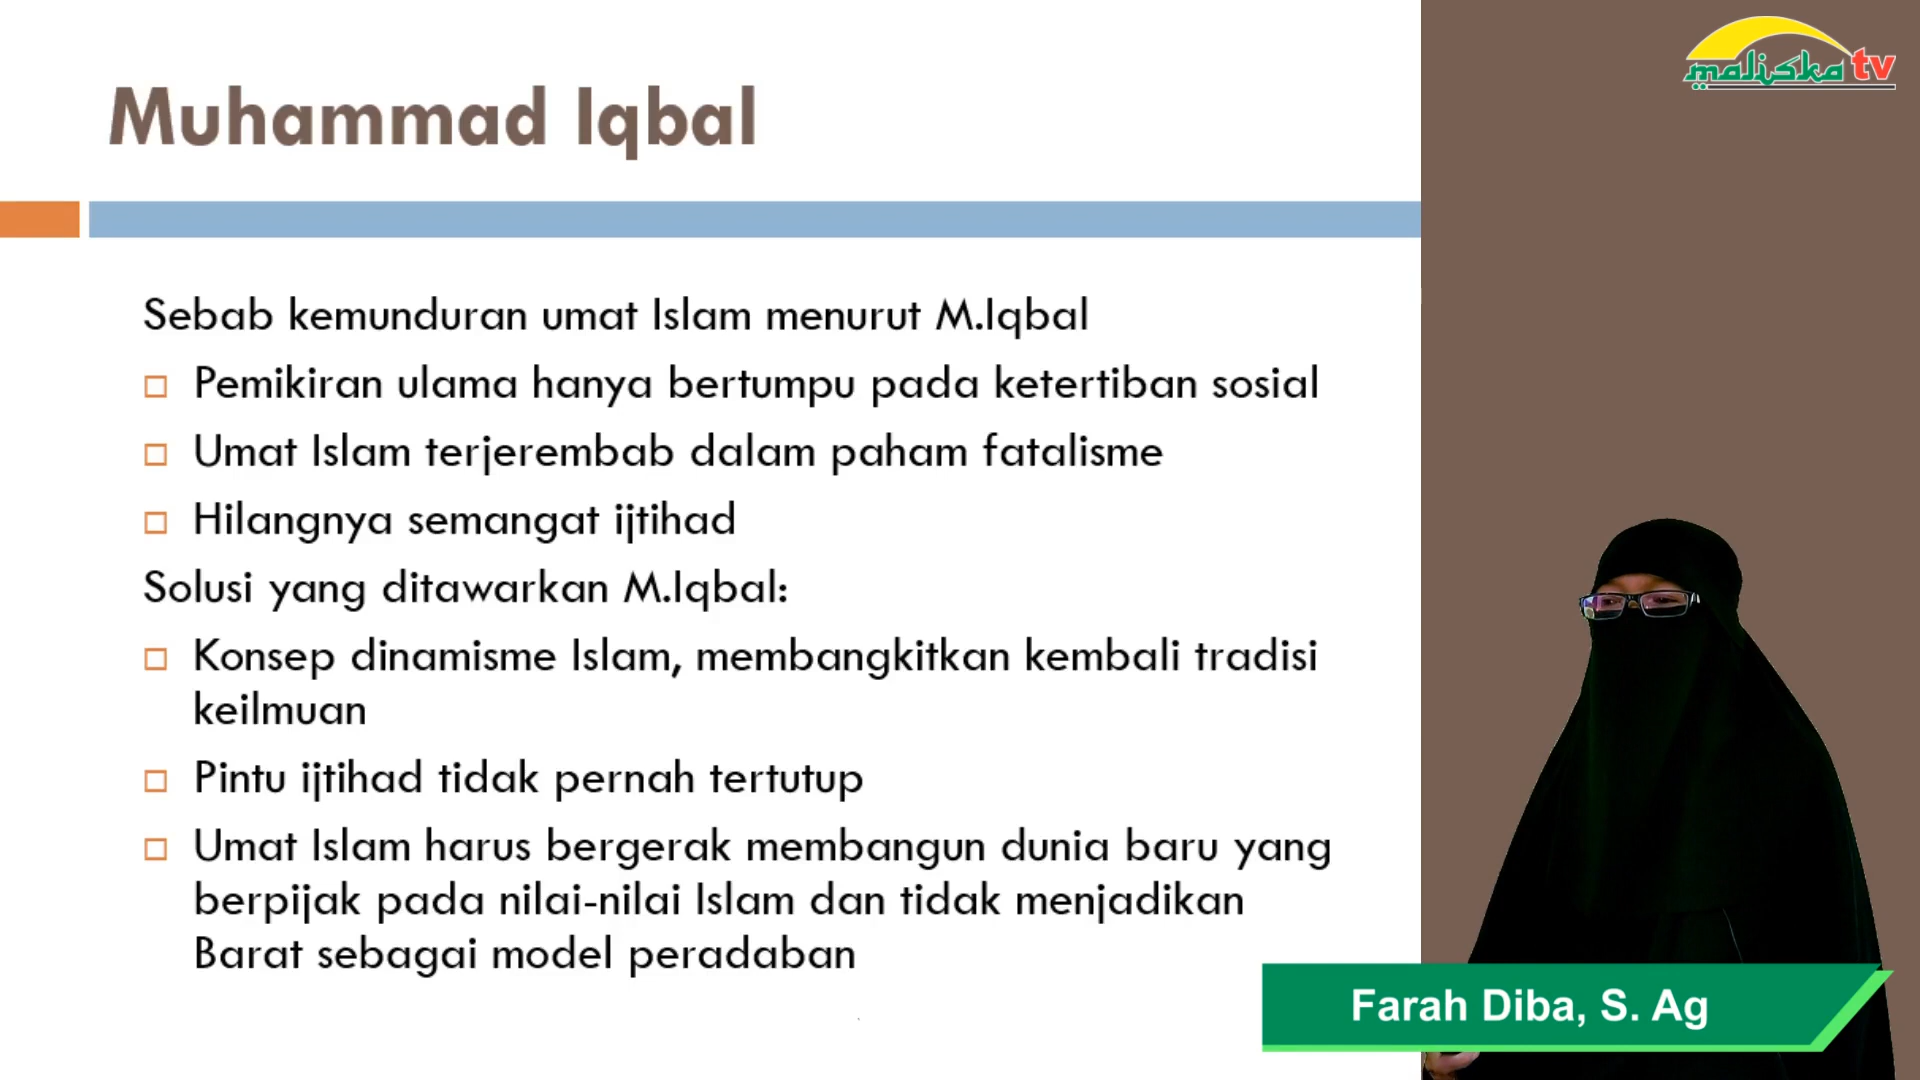 maliska tv
Muhammad Iqbal
Sebab kemunduran umat Islam menurut M.Iqbal
Pemikiran ulama hanya bertumpu pada ketertiban sosial
Umat Islam terjerembab dalam paham fatalisme
Hilangnya semangat ijtihad
Solusi yang ditawarkan M.Iqbal:
Konsep dinamisme Islam, membangkitkan kembali tradisi
keilmuan
Pintu ijtihad tidak pernah tertutup
Umat Islam harus bergerak membangun dunia baru yang
berpijak pada nilai-nilai Islam dan tidak menjadikan
Barat sebagai model peradaban
Farah Diba, S. Ag